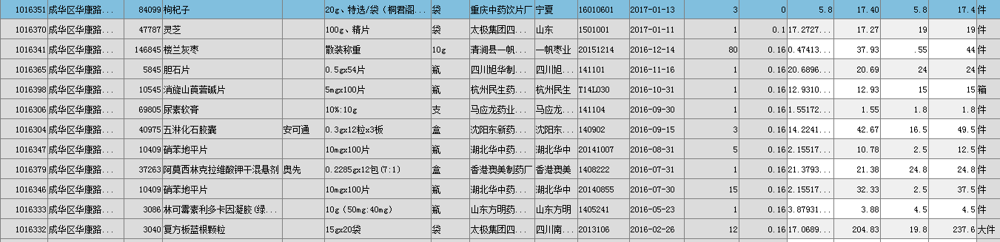 1016351 成华区华康路... 84099 枸杞子 20g、特选/袋（桐君阁... 袋 重庆中药饮片厂 宁夏 16010601 2017-01-13 3 0 5.8 17.40 5.8 17.4 件
1016370 成华区华康路... 47787 灵芝 100g、精片 袋 太极集团四... 山东 1501001 2017-01-11 1 0.1 17.2727... 17.27 19 19 件
1016341 成华区华康路... 146845 楼兰灰枣 散装称重 10g 清涧县一帆... 一帆枣业 20151214 2016-12-14 80 0.16 0.47413... 37.93 .55 44 件
1016365 成华区华康路... 5845 胆石片 0.5gx54片 瓶 四川旭华制... 四川旭... 141101 2016-11-16 1 0.16 20.6896... 20.69 24 24 件
1016398 成华区华康路... 10545 消旋山莨菪碱片 5mgx100片 瓶 杭州民生药... 杭州民生 T14L030 2016-10-31 1 0.16 12.9310... 12.93 15 15 箱
1016306 成华区华康路... 69805 尿素软膏 10%:10g 支 马应龙药业... 马应龙 141104 2016-09-30 1 0.16 1.55172... 1.55 1.8 1.8 件
1016304 成华区华康路... 40975 五淋化石胶囊 安可通 0.3gx12粒x3板 盒 沈阳东新药... 沈阳东... 140902 2016-09-15 3 0.16 14.2241... 42.67 16.5 49.5 件
1016347 成华区华康路... 10409 硝苯地平片 10mgx100片 瓶 湖北华中药... 湖北华中 20141007 2016-08-31 5 0.16 2.15517... 10.78 2.5 12.5 件
1016379 成华区华康路... 37263 阿莫西林克拉维酸钾干混悬剂 奥先 0.2285gx12包(7:1) 盒 香港澳美制药厂 香港澳美 1408222 2016-07-31 1 0.16 21.3793... 21.38 24.8 24.8 件
1016346 成华区华康路... 10409 硝苯地平片 10mgx100片 瓶 湖北华中药... 湖北华中 20140855 2016-07-30 15 0.16 2.15517... 32.33 2.5 37.5 件
1016333 成华区华康路... 3086 林可霉素利多卡因凝胶(绿... 10g（50mg:40mg） 瓶 山东方明药... 山东方明 1405241 2016-05-23 1 0.16 3.87931... 3.88 4.5 4.5 件
1016332 成华区华康路... 3040 复方板蓝根颗粒 15gx20袋 袋 太极集团四... 四川南... 2013106 2016-02-26 12 0.16 17.0689... 204.83 19.8 237.6 大件